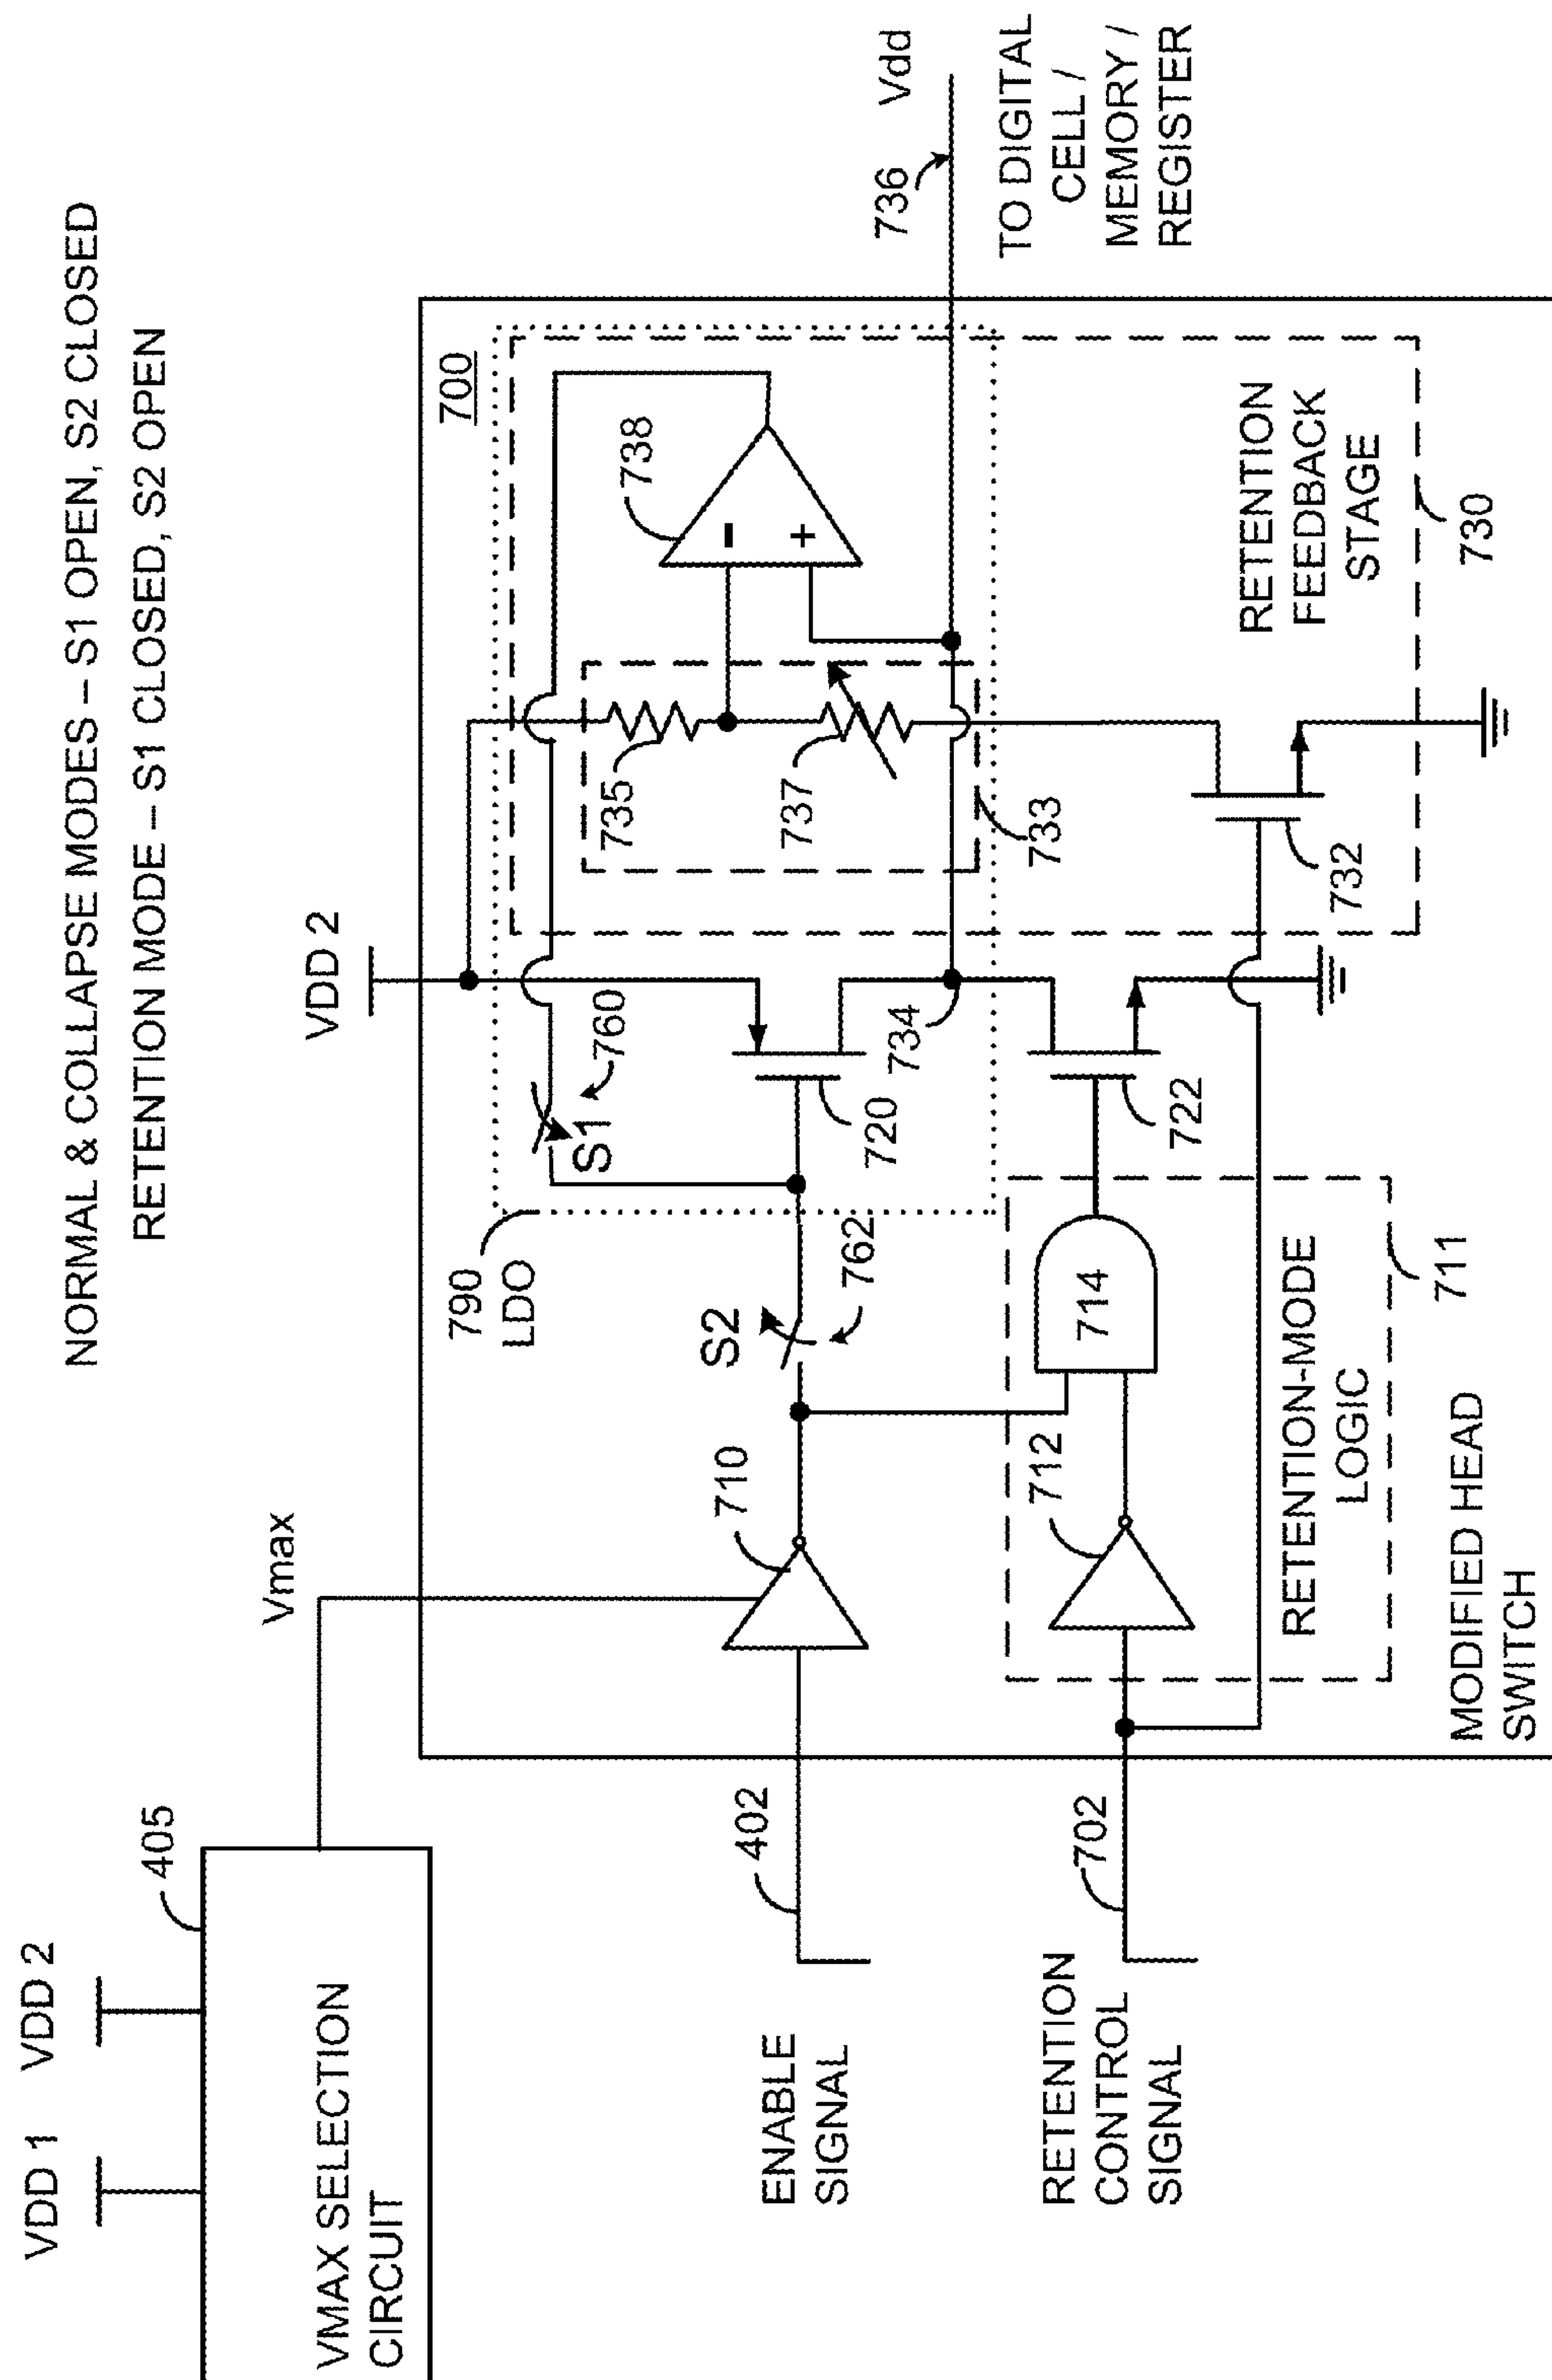 NORMAL & COLLAPSE MODES – S1 OPEN, S2 CLOSED
RETENTION MODE – S1 CLOSED, S2 OPEN
VDD 1
VDD 2
405
VMAX SELECTION
CIRCUIT
Vmax
VDD 2
700
790
LDO
S1
760
738
–
+
735
737
733
736
Vdd
TO DIGITAL
CELL /
MEMORY /
REGISTER
ENABLE
SIGNAL
402
710
S2
762
720
734
722
732
RETENTION
CONTROL
SIGNAL
702
712
714
RETENTION-MODE
LOGIC
711
RETENTION
FEEDBACK
STAGE
730
MODIFIED HEAD
SWITCH